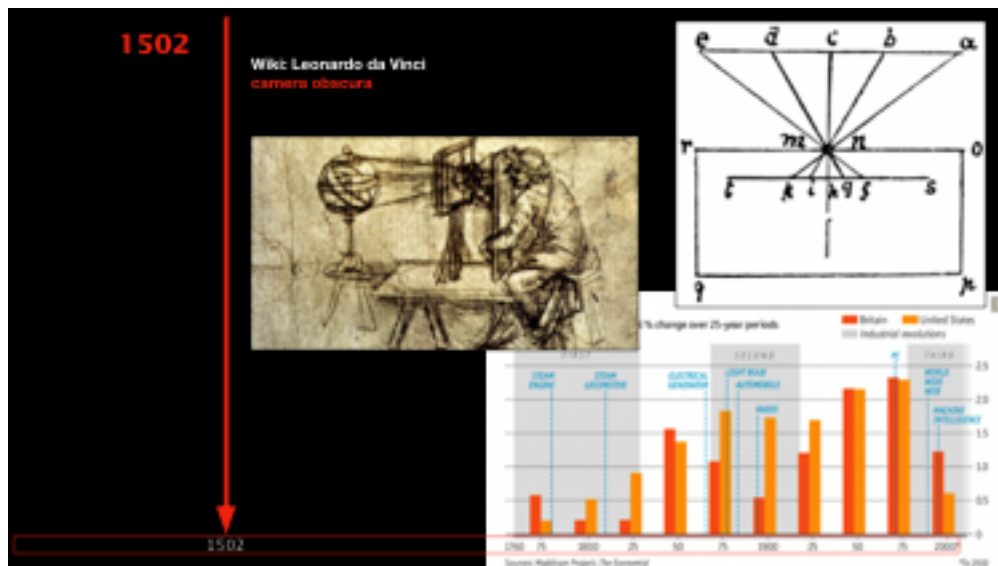 1502
Wiki: Leonardo da Vinci
camera obscura
e d c b a
r m n o
t k i h q f s
q p
% change over 25-year periods
Britain United States
Industrial revolutions
FIRST SECOND THIRD
STEAM ENGINE
STEAM LOCOMOTIVE
ELECTRICAL GENERATOR
LIGHT BULB
AUTOMOBILE
RADIO
PC
WORLD WIDE WEB
MACHINE INTELLIGENCE
2.5
2.0
1.5
1.0
0.5
0
1502
1760 75 1800 25 50 75 1900 25 50 75 2000*
Sources: Maddison Project; The Economist *To 2010